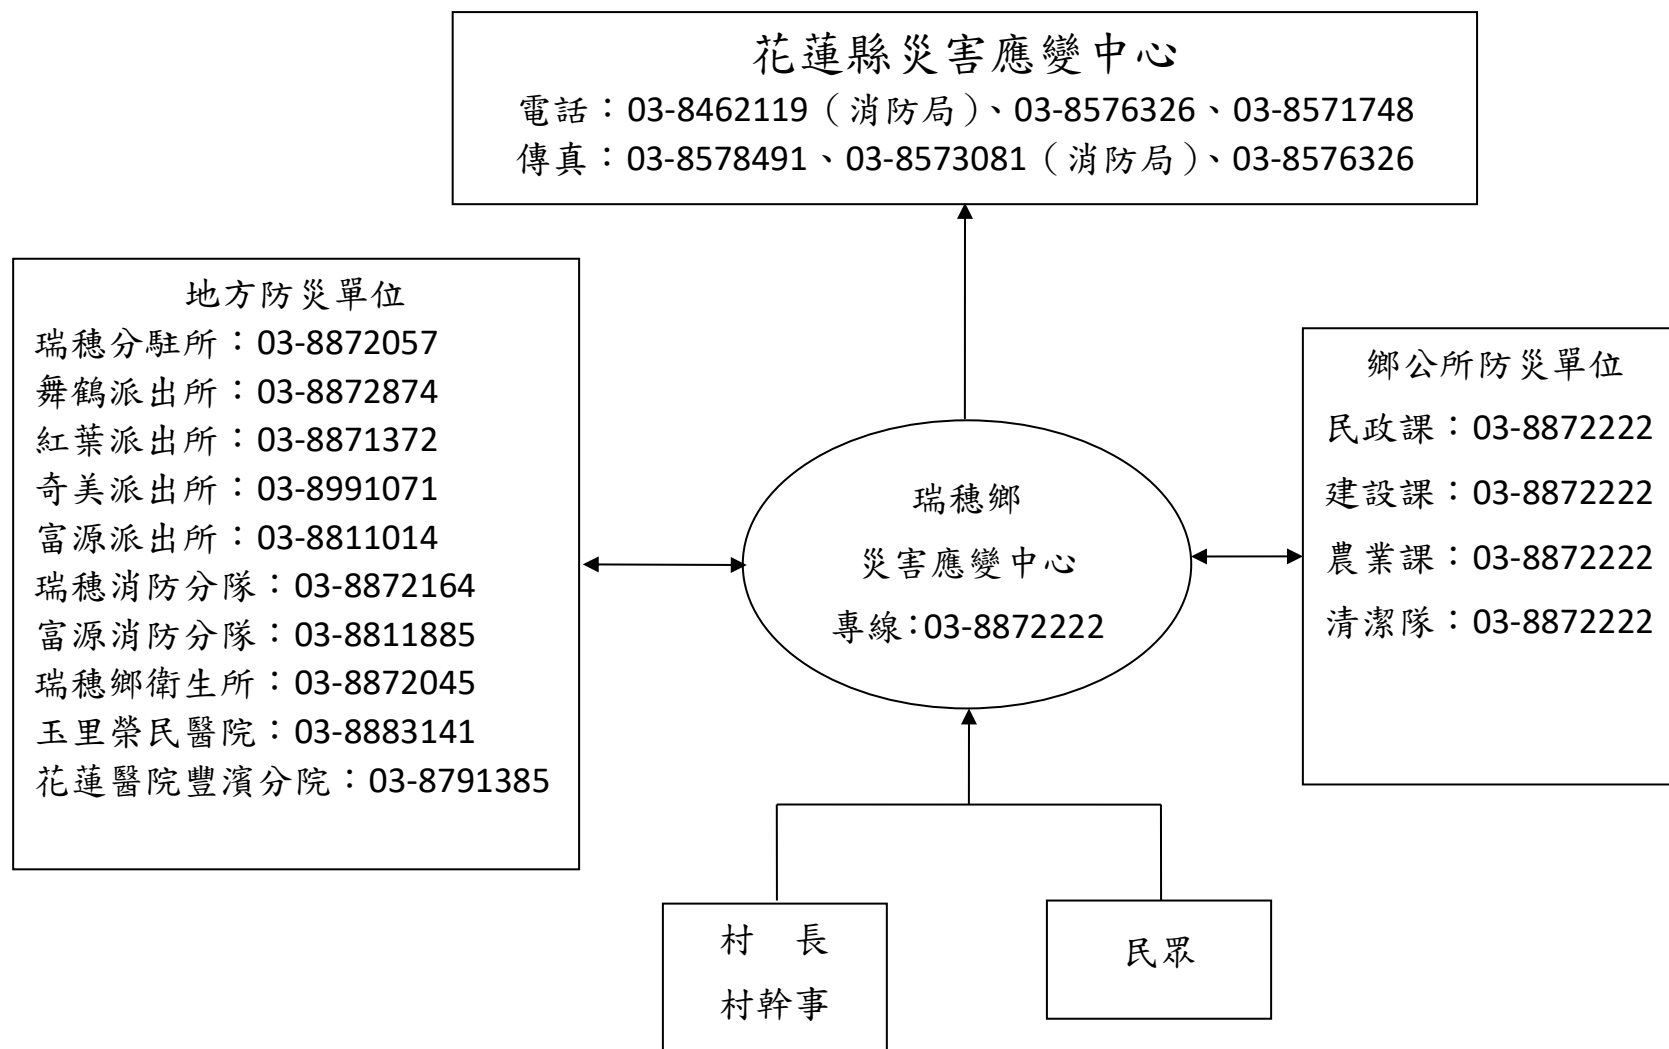 花蓮縣災害應變中心
電話：03-8462119（消防局）、03-8576326、03-8571748
傳真：03-8578491、03-8573081（消防局）、03-8576326
地方防災單位
瑞穗分駐所：03-8872057
舞鶴派出所：03-8872874
紅葉派出所：03-8871372
奇美派出所：03-8991071
富源派出所：03-8811014
瑞穗消防分隊：03-8872164
富源消防分隊：03-8811885
瑞穗鄉衛生所：03-8872045
玉里榮民醫院：03-8883141
花蓮醫院豐濱分院：03-8791385
瑞穗鄉
災害應變中心
專線：03-8872222
鄉公所防災單位
民政課：03-8872222
建設課：03-8872222
農業課：03-8872222
清潔隊：03-8872222
村　長
村幹事
民眾